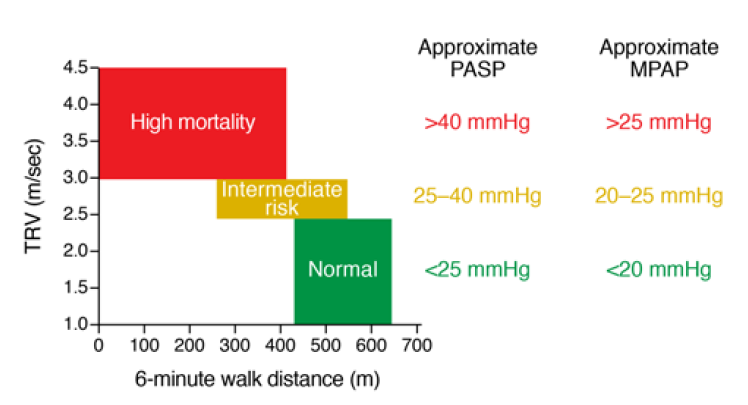 Approximate
PASP
Approximate
MPAP
4.5
4.0
3.5
3.0
2.5
2.0
1.5
1.0
TRV (m/sec)
High mortality
>40 mmHg
>25 mmHg
Intermediate
risk
25–40 mmHg
20–25 mmHg
Normal
<25 mmHg
<20 mmHg
0 100 200 300 400 500 600 700
6-minute walk distance (m)